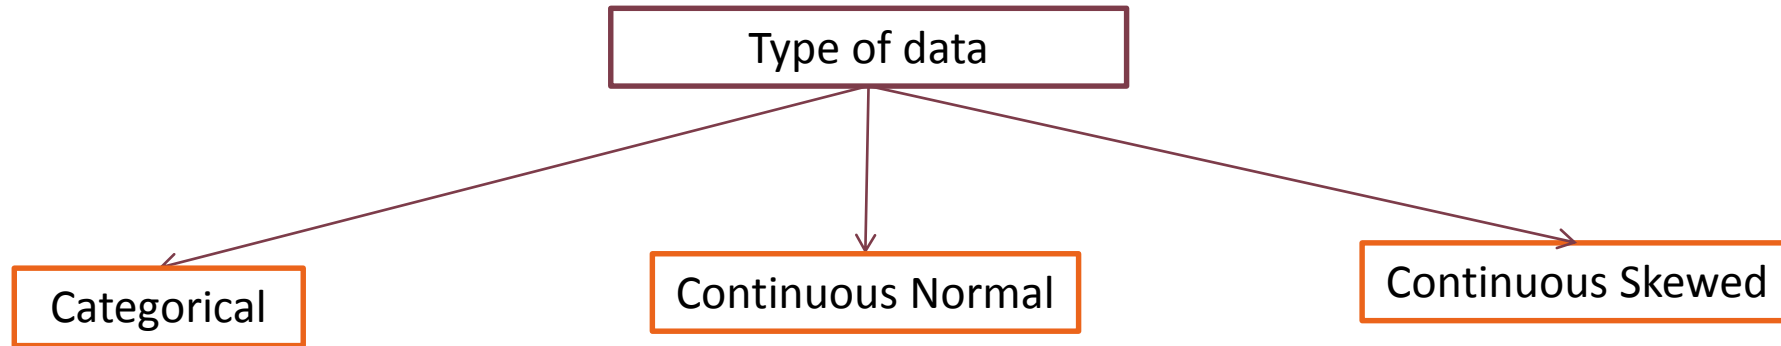 Type of data
Categorical
Continuous Normal
Continuous Skewed